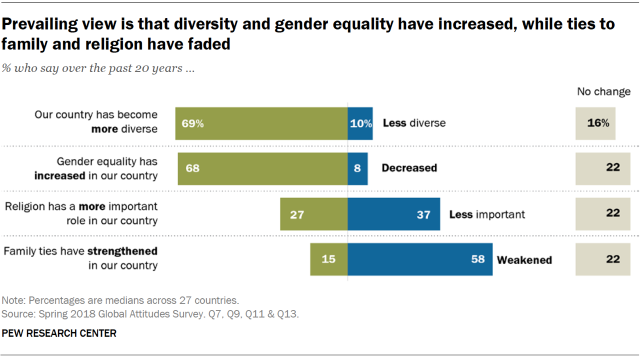 Prevailing view is that diversity and gender equality have increased, while ties to
family and religion have faded
% who say over the past 20 years ...
No change
Our country has become
more diverse
69%
10%
Less diverse
16%
Gender equality has
increased in our country
68
8
Decreased
22
Religion has a more important
role in our country
27
37
Less important
22
Family ties have strengthened
in our country
15
58
Weakened
22
Note: Percentages are medians across 27 countries.
Source: Spring 2018 Global Attitudes Survey. Q7, Q9, Q11 & Q13.
PEW RESEARCH CENTER